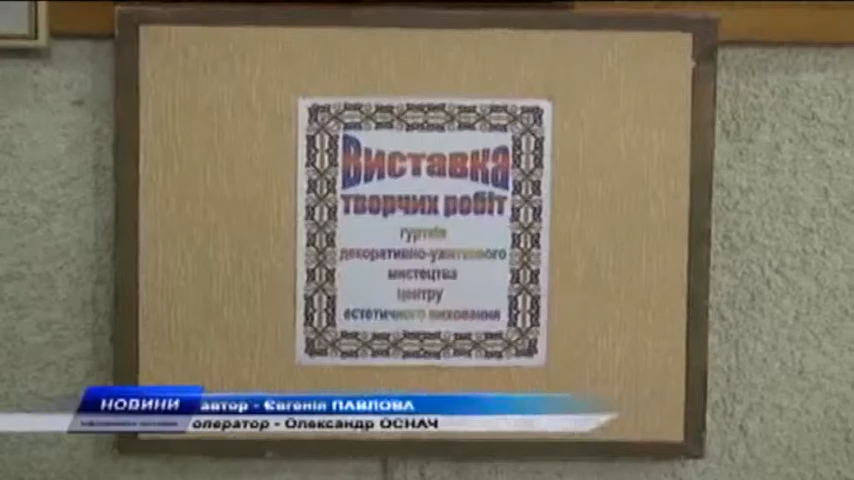 Виставка
творчих робіт
гуртків
декоративно-ужиткового
мистецтва
центру
естетичного виховання
НОВИНИ
автор - Євгенія ПАВЛОВА
оператор - Олександр ОСНАЧ